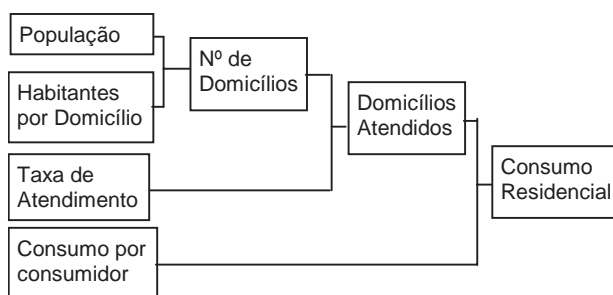 População
Habitantes
por Domicílio
Nº de
Domicílios
Domicílios
Atendidos
Taxa de
Atendimento
Consumo
Residencial
Consumo por
consumidor